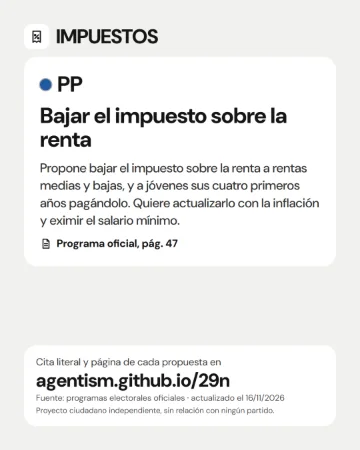 IMPUESTOS
PP
Bajar el impuesto sobre la
renta
Propone bajar el impuesto sobre la renta a rentas
medias y bajas, y a jóvenes sus cuatro primeros
años pagándolo. Quiere actualizarlo con la inflación
y eximir el salario mínimo.
Programa oficial, pág. 47
Cita literal y página de cada propuesta en
agentism.github.io/29n
Fuente: programas electorales oficiales · actualizado el 16/11/2026
Proyecto ciudadano independiente, sin relación con ningún partido.